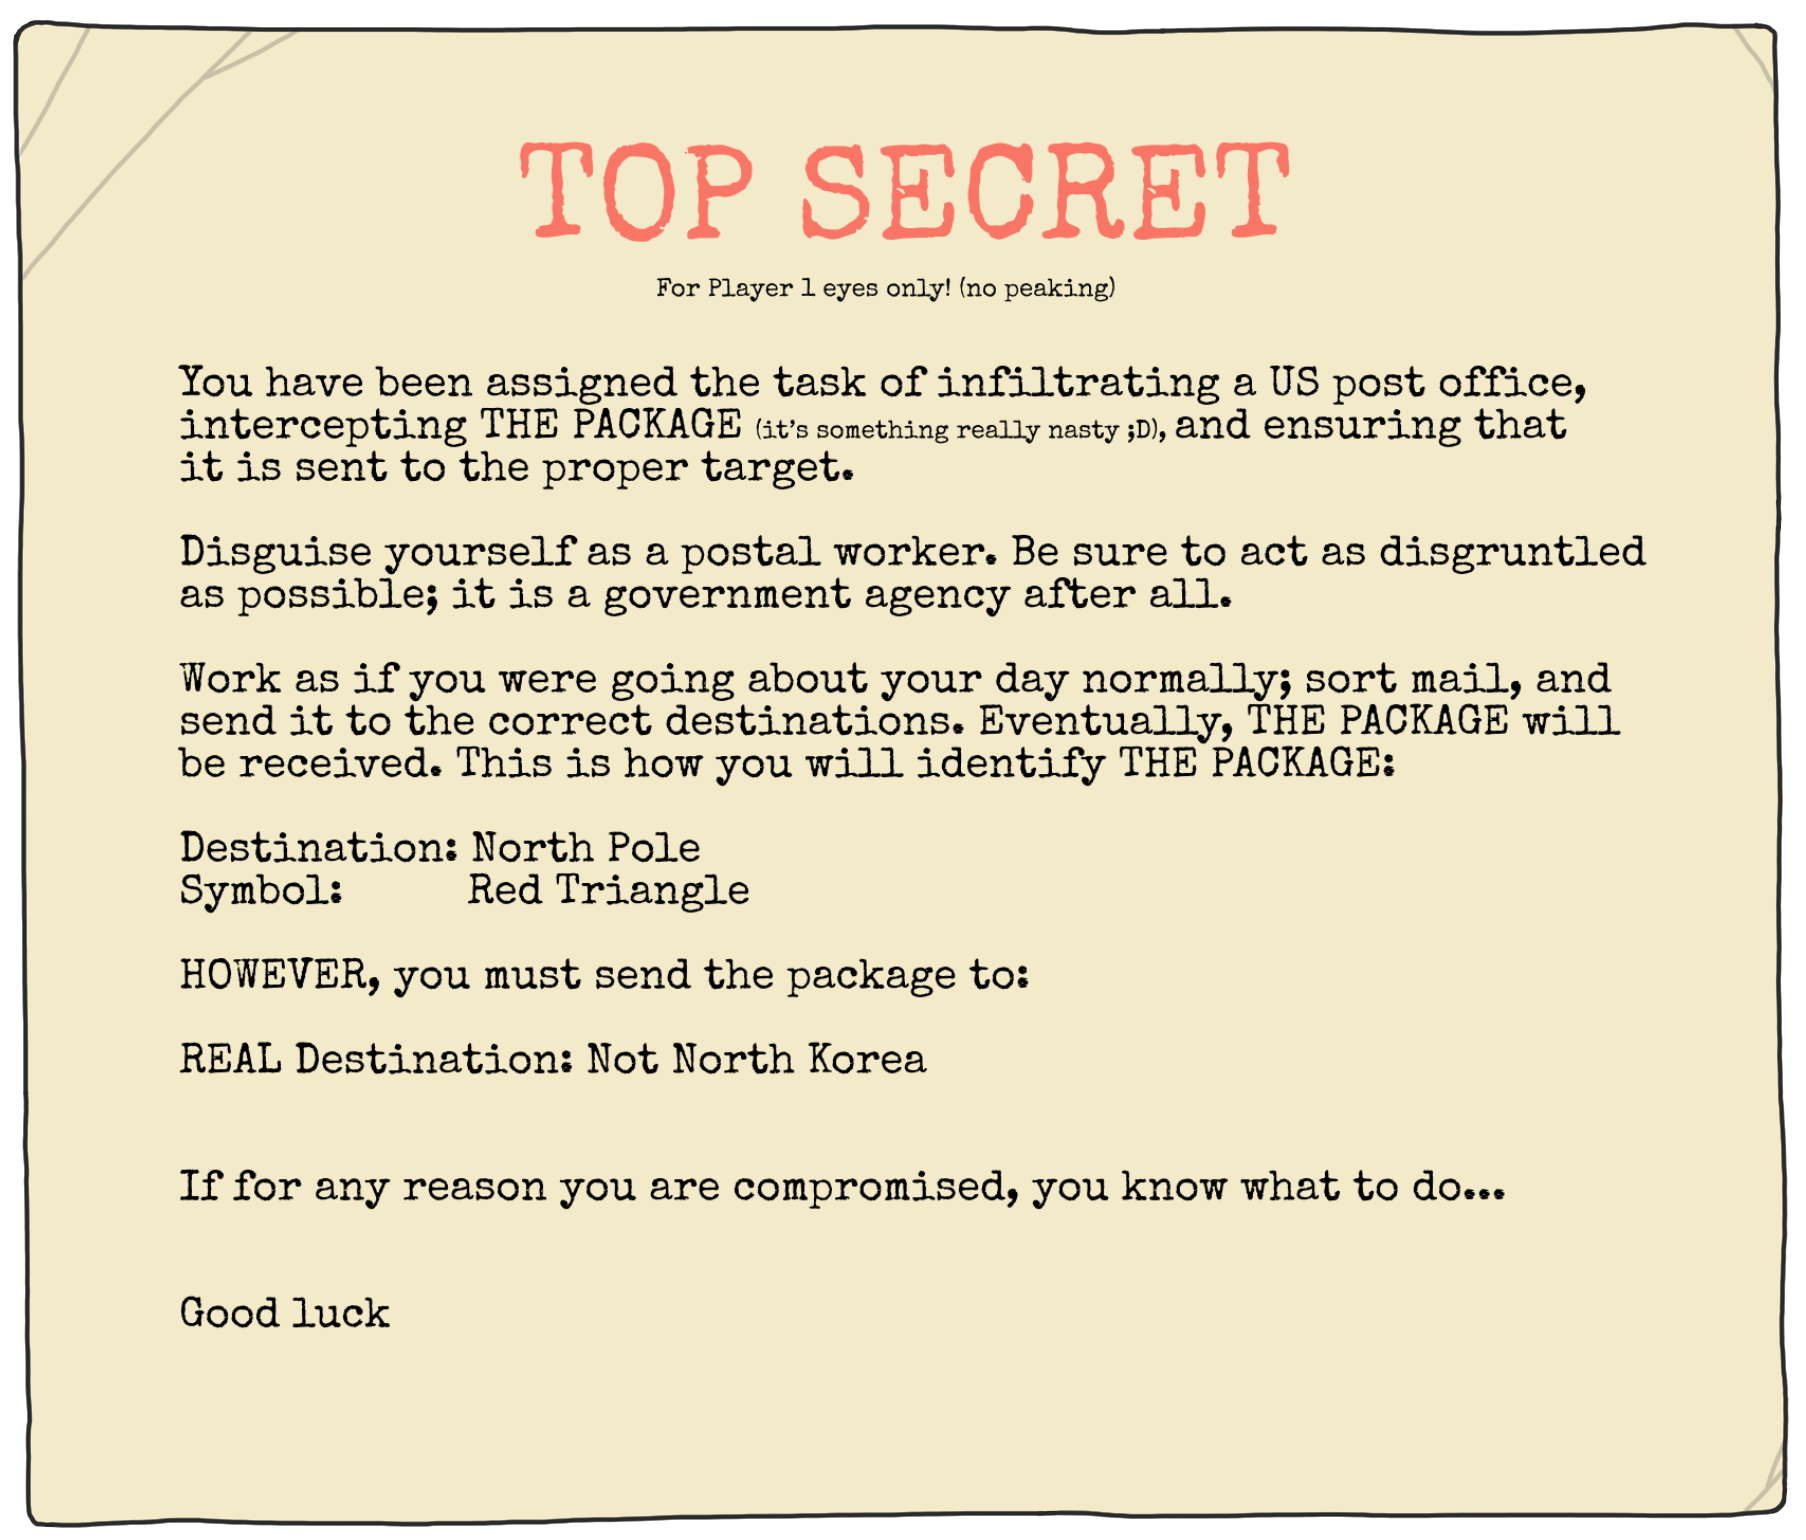 TOP SECRET
For Player 1 eyes only! (no peaking)
You have been assigned the task of infiltrating a US post office,
intercepting THE PACKAGE (it's something really nasty ;D), and ensuring that
it is sent to the proper target.
Disguise yourself as a postal worker. Be sure to act as disgruntled
as possible; it is a government agency after all.
Work as if you were going about your day normally; sort mail, and
send it to the correct destinations. Eventually, THE PACKAGE will
be received. This is how you will identify THE PACKAGE:
Destination: North Pole
Symbol: Red Triangle
HOWEVER, you must send the package to:
REAL Destination: Not North Korea
If for any reason you are compromised, you know what to do...
Good luck